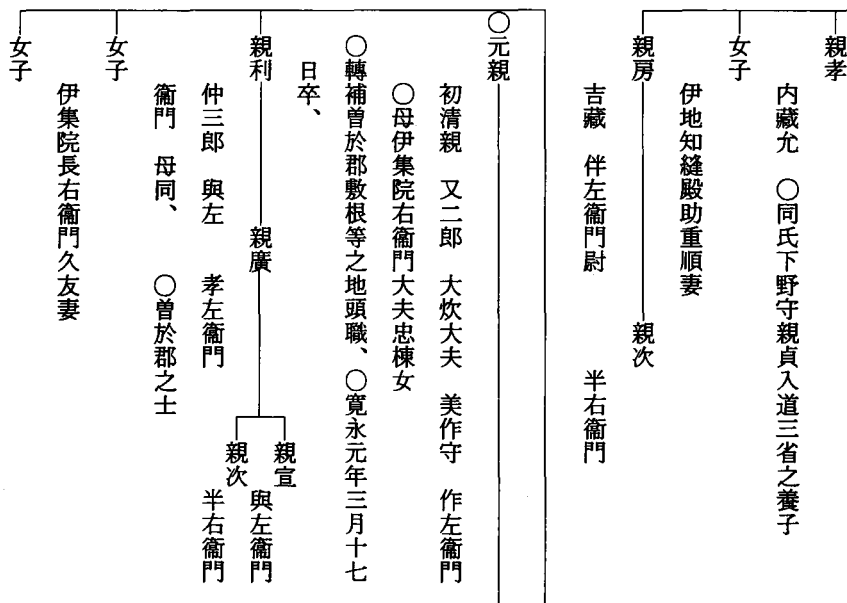 親孝
内藏允　〇同氏下野守親貞入道三省之養子
女子
伊地知縫殿助重順妻
親房
吉藏　伴左衞門尉
親次
半右衞門
〇元親
初清親　又二郎　大炊大夫　美作守　作左衞門
〇母伊集院右衞門大夫忠棟女
〇轉補曽於郡敷根等之地頭職、〇寛永元年三月十七
日卒、
親利
仲三郎　與左
衞門　母同、
親廣
孝左衞門
〇曽於郡之士
親宣
與左衞門
親次
半右衞門
女子
伊集院長右衞門久友妻
女子